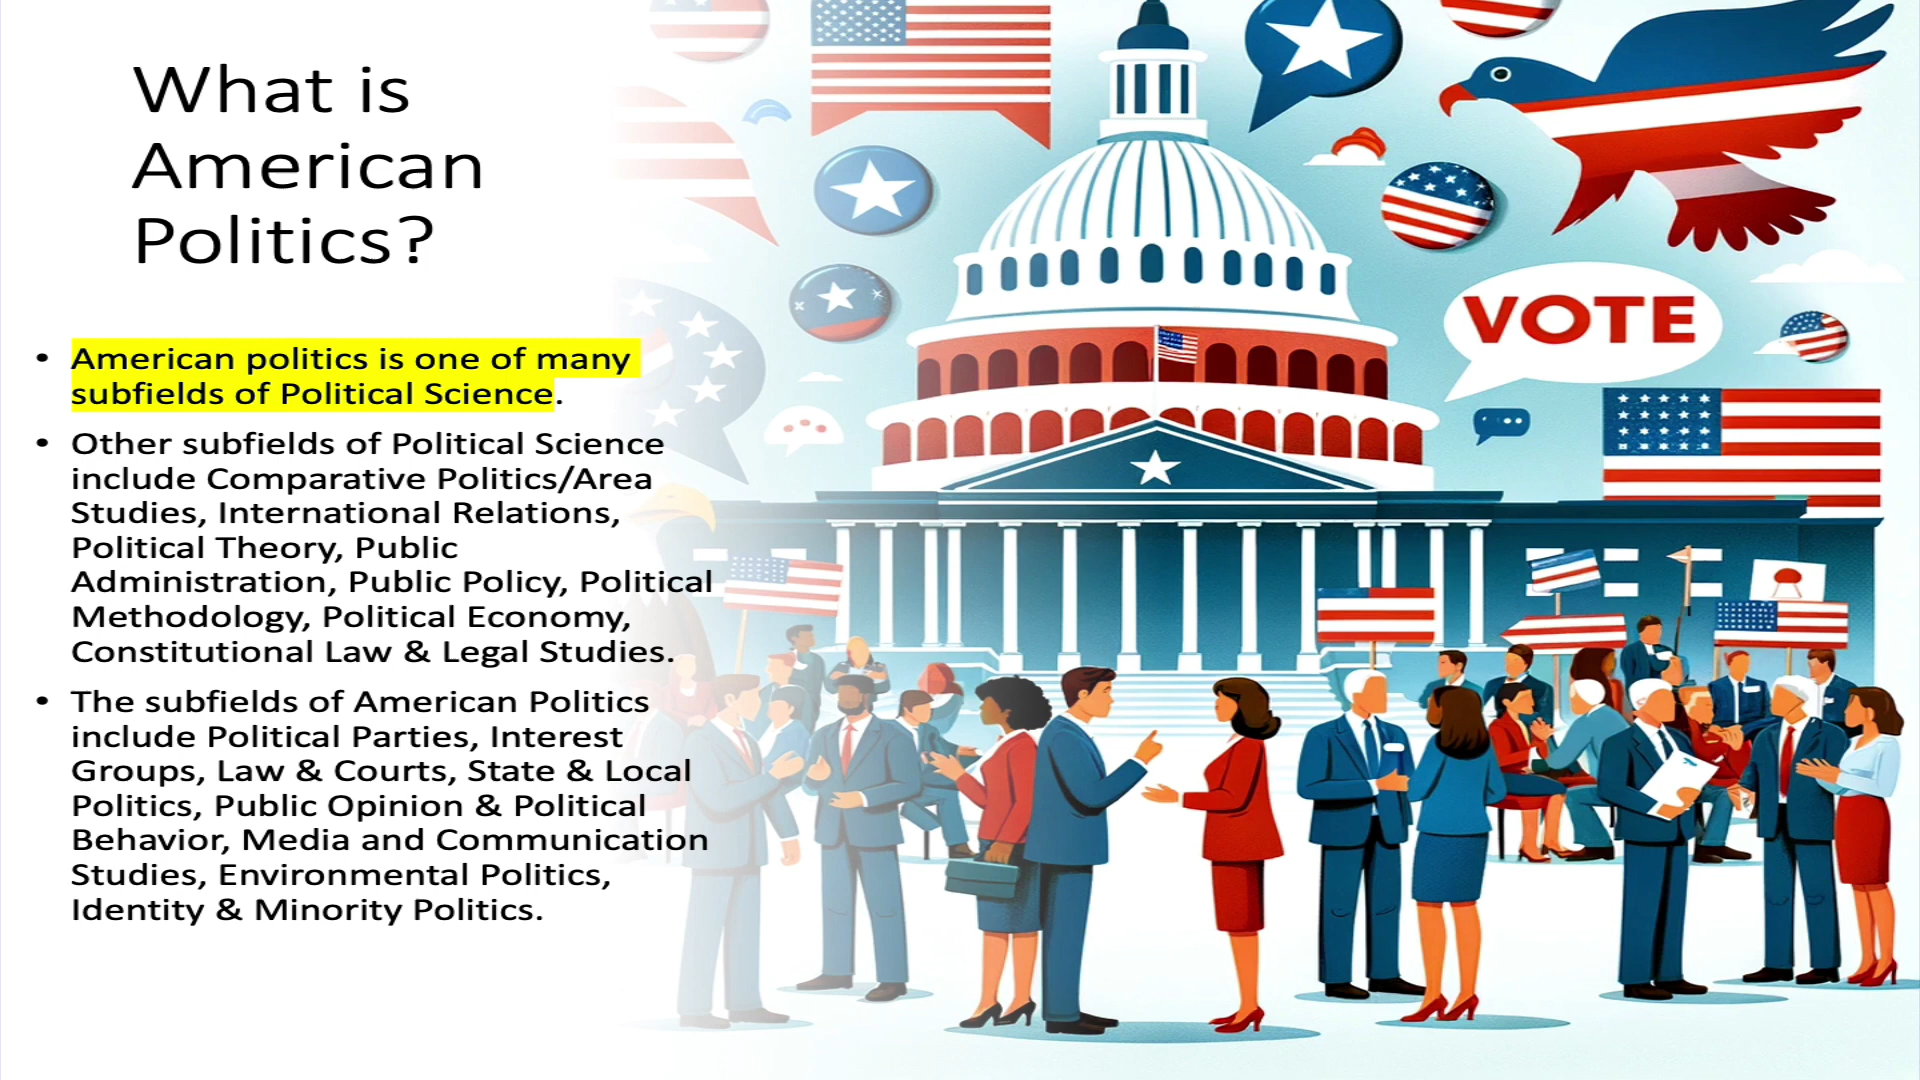 What is
American
Politics?
• American politics is one of many
subfields of Political Science.
• Other subfields of Political Science
include Comparative Politics/Area
Studies, International Relations,
Political Theory, Public
Administration, Public Policy, Political
Methodology, Political Economy,
Constitutional Law & Legal Studies.
• The subfields of American Politics
include Political Parties, Interest
Groups, Law & Courts, State & Local
Politics, Public Opinion & Political
Behavior, Media and Communication
Studies, Environmental Politics,
Identity & Minority Politics.
VOTE